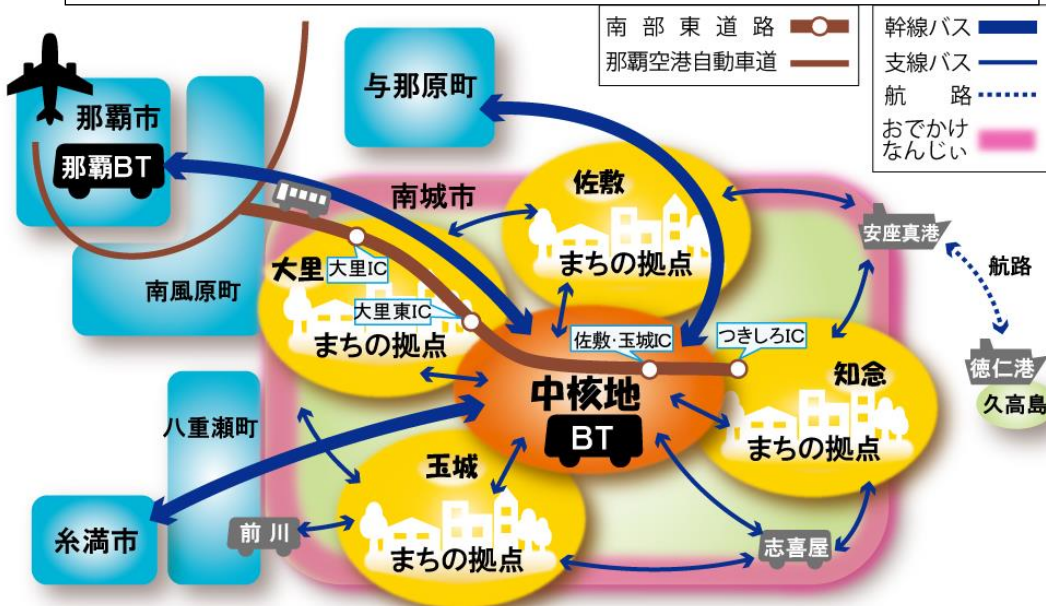 南部東道路
那覇空港自動車道
幹線バス
支線バス
航路
おでかけ
なんじぃ
与那原町
那覇市
那覇BT
南城市
佐敷
まちの拠点
安座真港
航路
徳仁港
久高島
大里
大里IC
大里東IC
まちの拠点
南風原町
佐敷・玉城IC
つきしろIC
中核地
BT
知念
まちの拠点
八重瀬町
玉城
まちの拠点
糸満市
前川
志喜屋